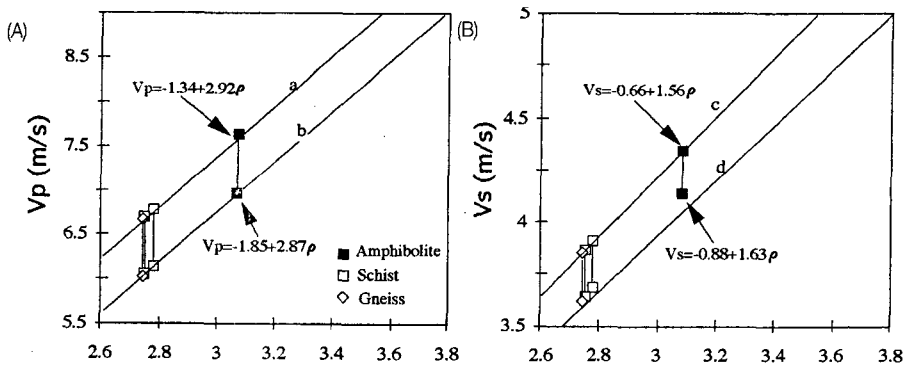 (A)
8.5
7.5
6.5
5.5
Vp (m/s)
a
b
Vp=-1.34+2.92ρ
Vp=-1.85+2.87ρ
Amphibolite
Schist
Gneiss
2.6 2.8 3 3.2 3.4 3.6 3.8
(B)
5
4.5
4
3.5
Vs (m/s)
c
d
Vs=-0.66+1.56ρ
Vs=-0.88+1.63ρ
2.6 2.8 3 3.2 3.4 3.6 3.8